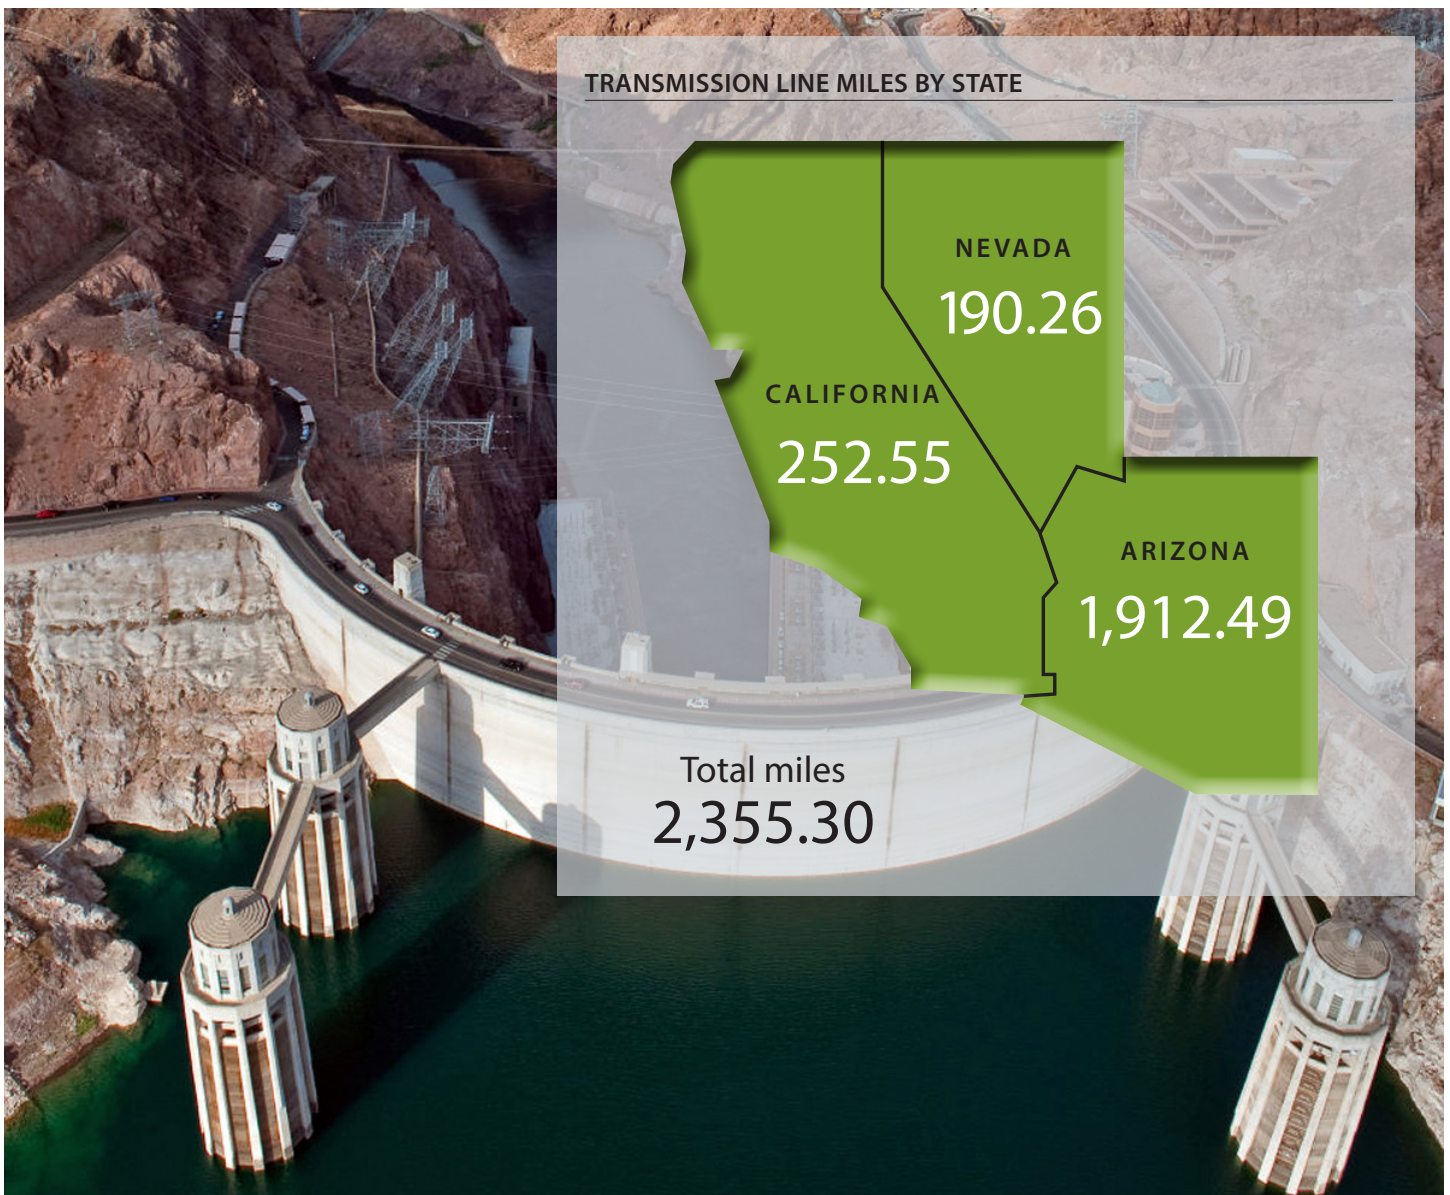 TRANSMISSION LINE MILES BY STATE
NEVADA
190.26
CALIFORNIA
252.55
ARIZONA
1,912.49
Total miles
2,355.30